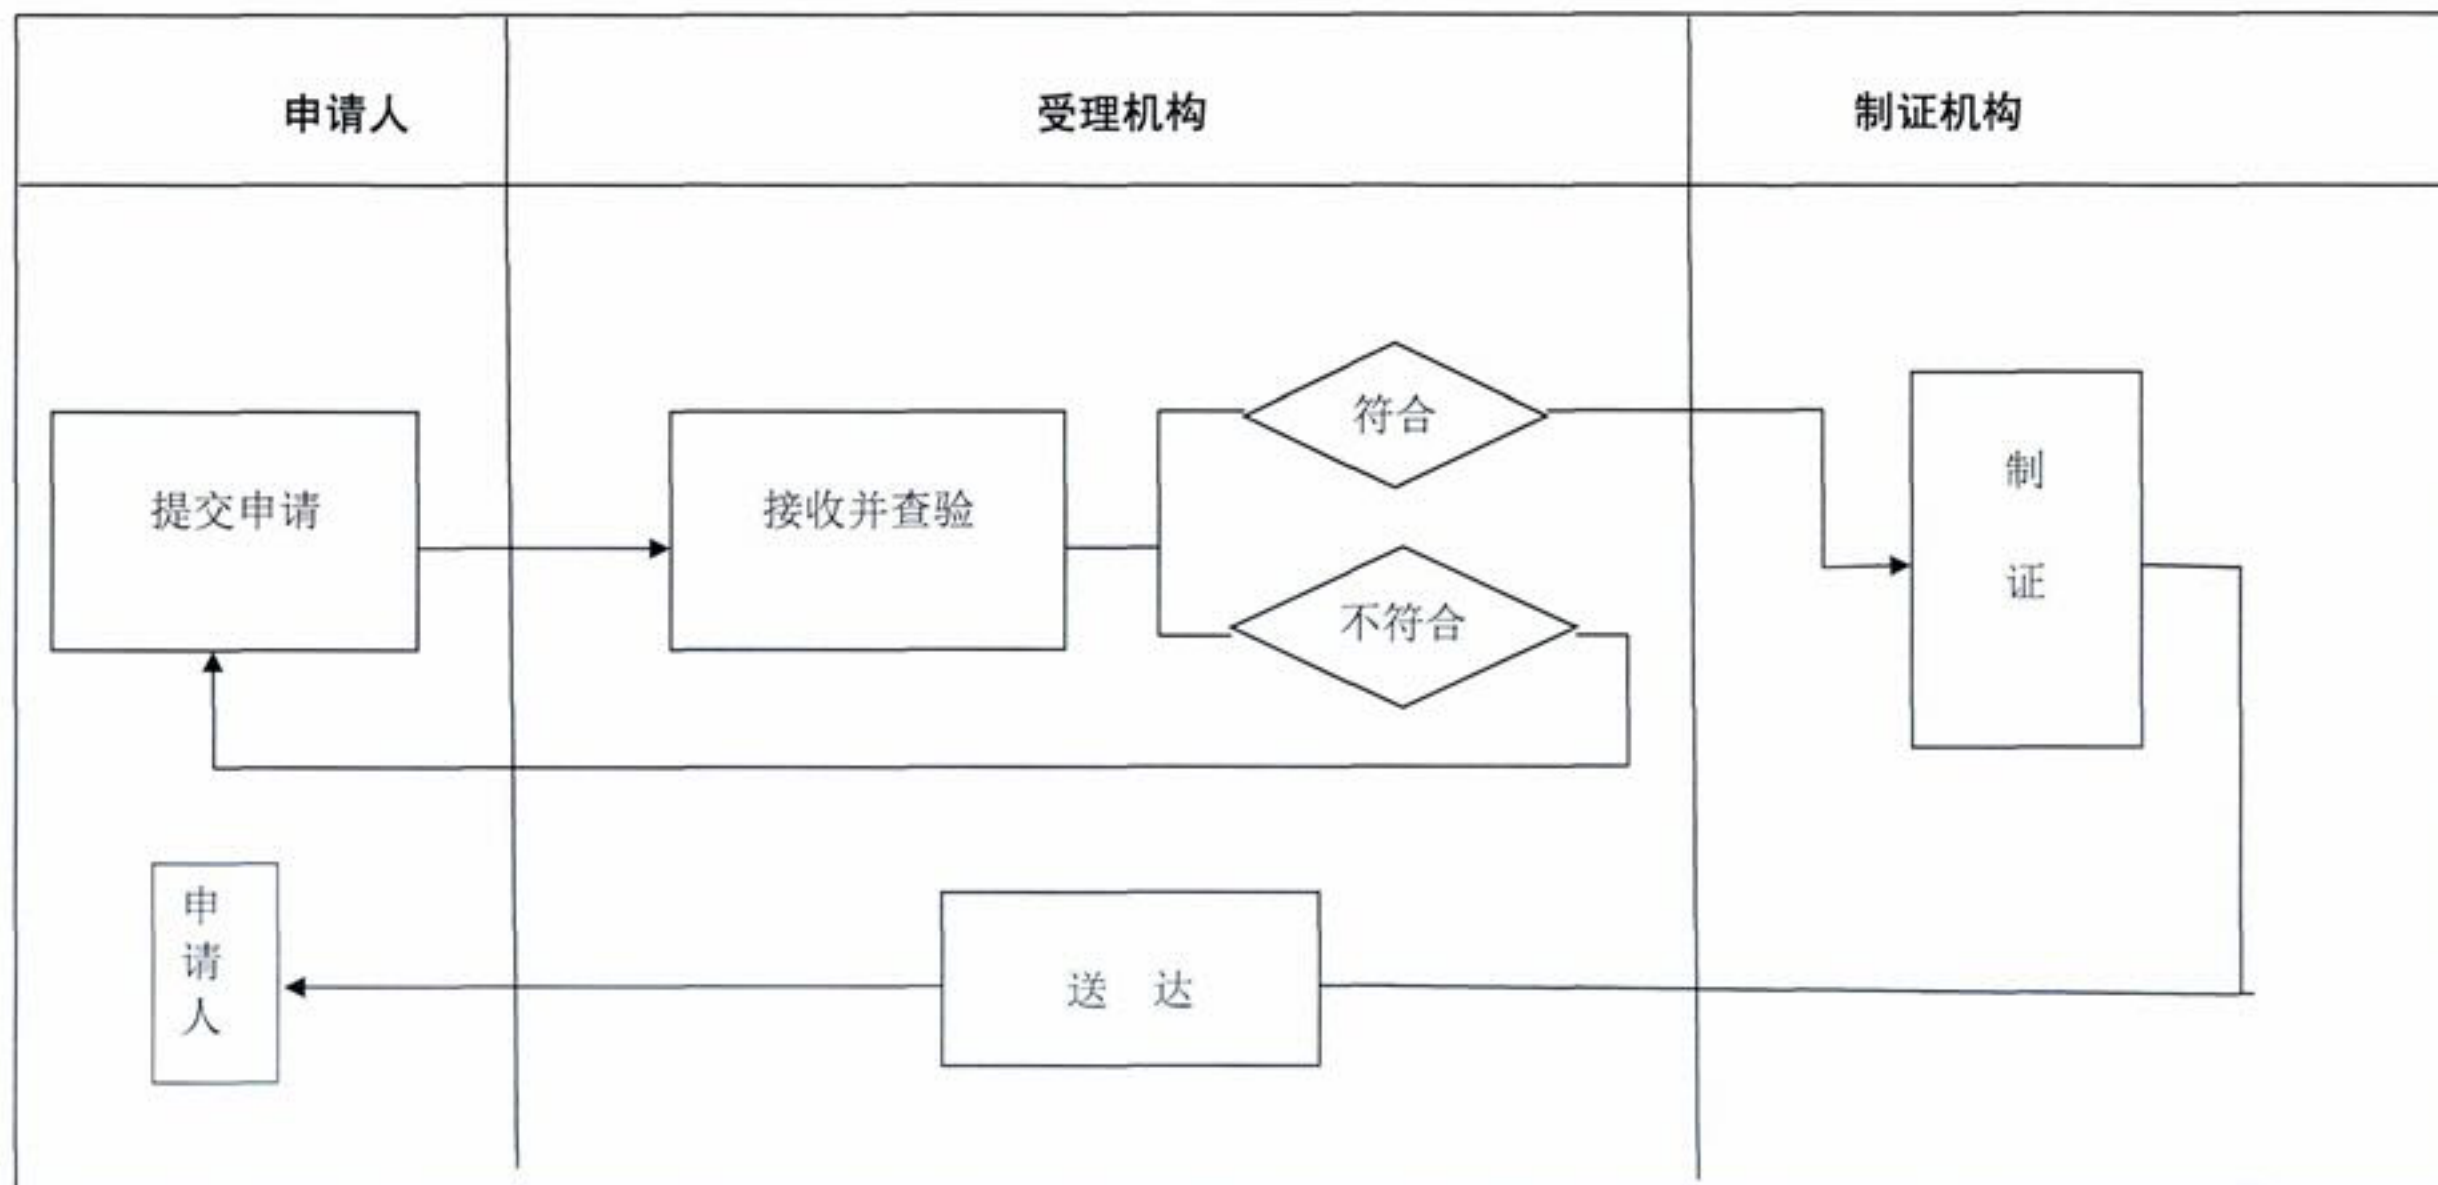 申请人
受理机构
制证机构
提交申请
接收并查验
符合
不符合
制
证
申
请
人
送 达